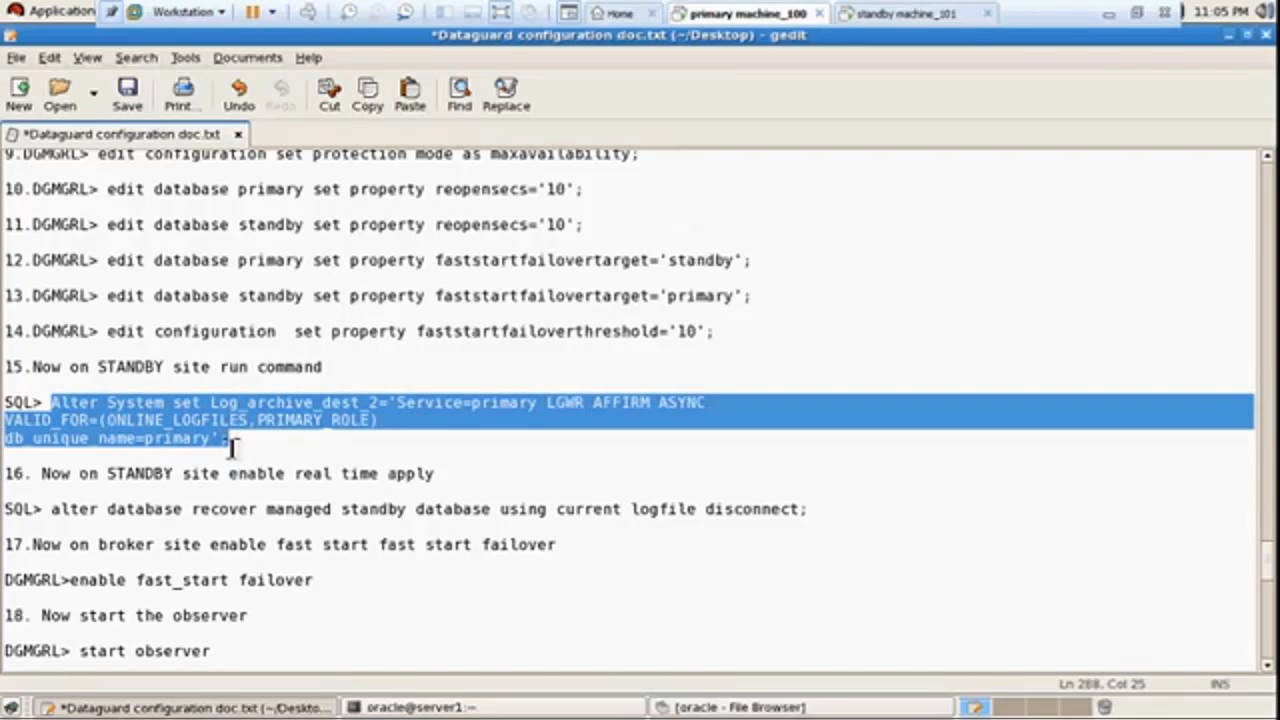 Application
Workstation
Home
primary machine_100
standby machine_101
11:05 PM
*Dataguard configuration doc.txt (~/Desktop) - gedit
File Edit View Search Tools Documents Help
New Open Save Print... Undo Redo Cut Copy Paste Find Replace
*Dataguard configuration doc.txt
9.DGMGRL> edit configuration set protection mode as maxavailability;
10.DGMGRL> edit database primary set property reopensecs='10';
11.DGMGRL> edit database standby set property reopensecs='10';
12.DGMGRL> edit database primary set property faststartfailovertarget='standby';
13.DGMGRL> edit database standby set property faststartfailovertarget='primary';
14.DGMGRL> edit configuration  set property faststartfailoverthreshold='10';
15.Now on STANDBY site run command
SQL> Alter System set Log_archive_dest_2='Service=primary LGWR AFFIRM ASYNC
VALID_FOR=(ONLINE_LOGFILES,PRIMARY_ROLE)
db_unique_name=primary';
16. Now on STANDBY site enable real time apply
SQL> alter database recover managed standby database using current logfile disconnect;
17.Now on broker site enable fast start fast start failover
DGMGRL>enable fast_start failover
18. Now start the observer
DGMGRL> start observer
Ln 288, Col 25 INS
*Dataguard configuration doc.txt (~/Deskto...
oracle@server1:~
[oracle - File Browser]